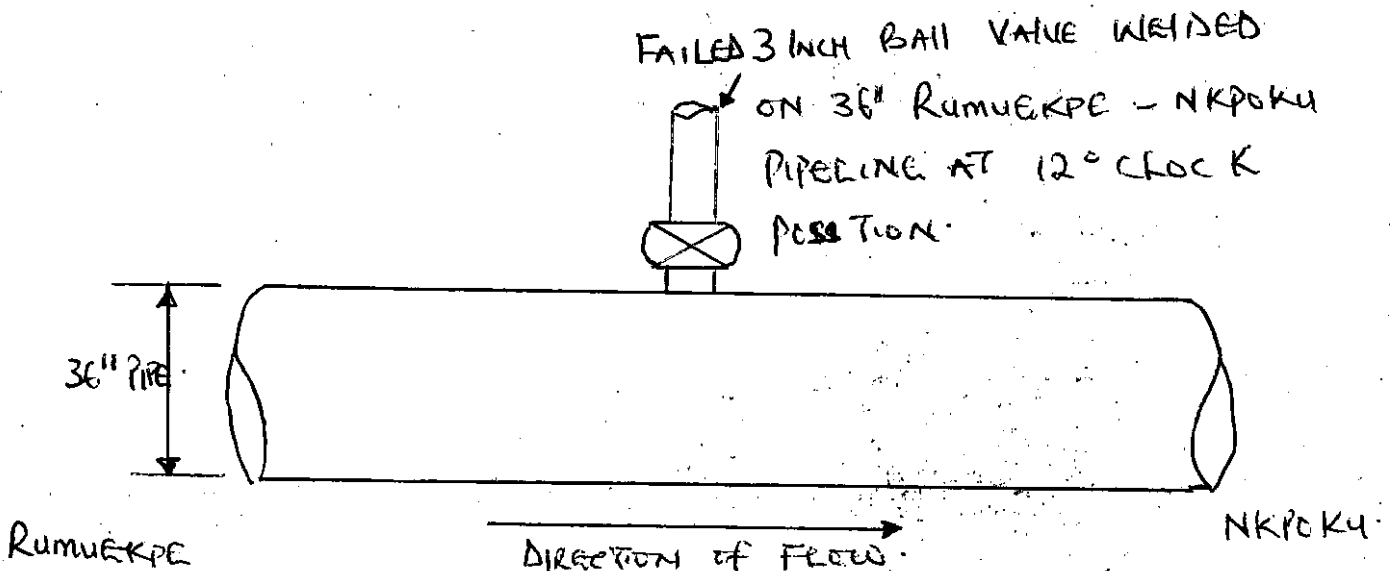 FAILED 3 INCH BALL VALVE WELDED
ON 36" RUMUEKPE - NKPOKU
PIPELINE AT 12° CLOCK
POSITION.
36" PIPE.
RUMUEKPE
DIRECTION OF FLOW.
NKPOKU.